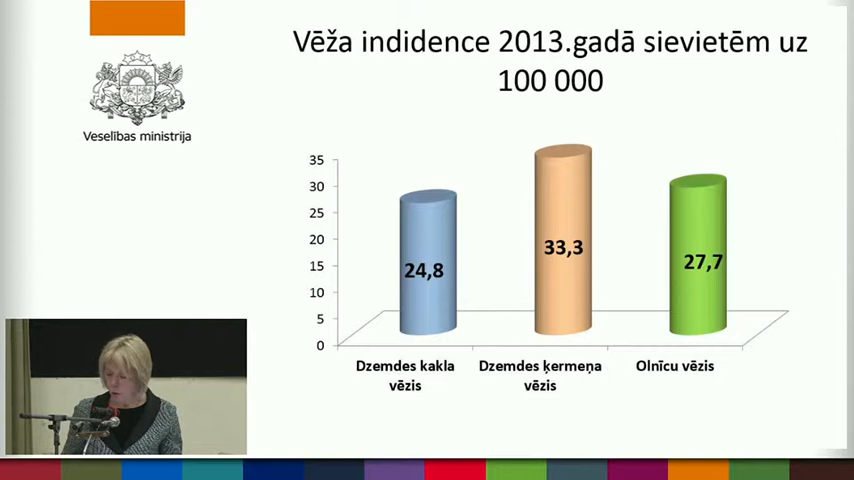 Vēža indidence 2013.gadā sievietēm uz
100 000
Veselības ministrija
35
30
25
20
15
10
5
0
24,8
33,3
27,7
Dzemdes kakla
vēzis
Dzemdes ķermeņa
vēzis
Olnīcu vēzis